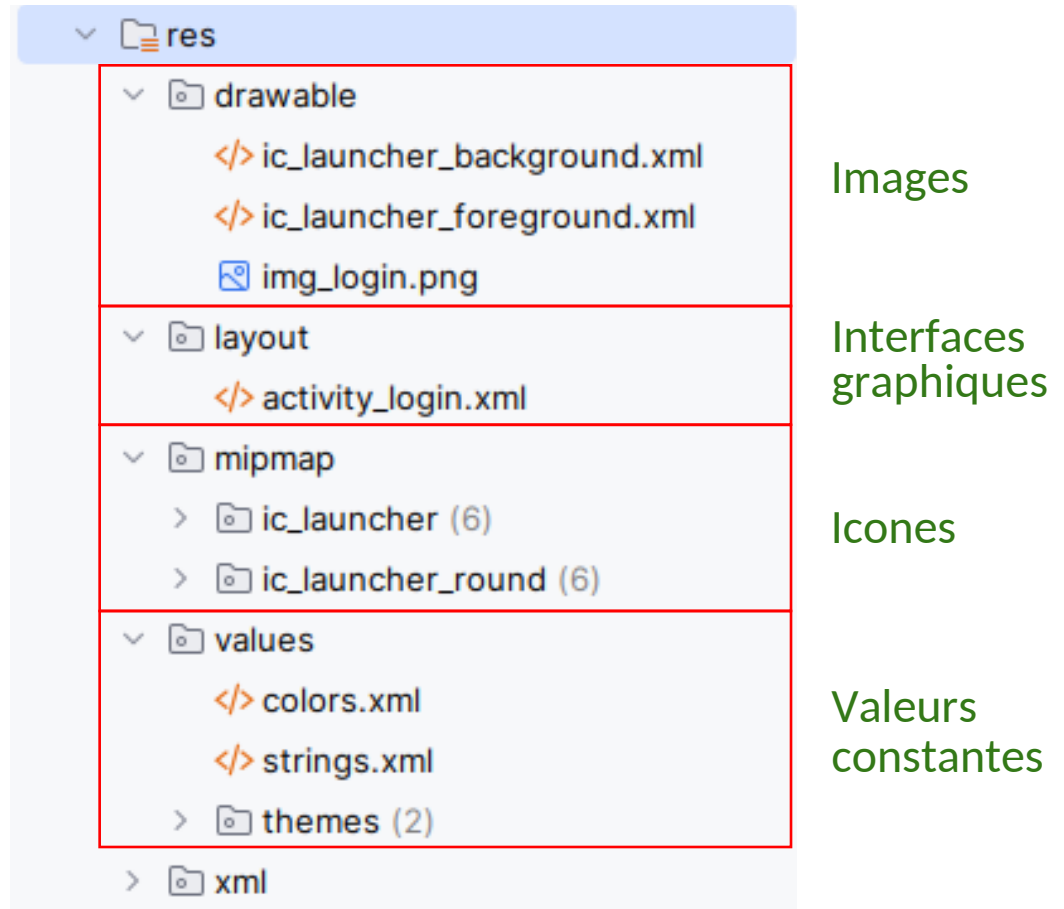 res
drawable
ic_launcher_background.xml
ic_launcher_foreground.xml
img_login.png
Images
layout
activity_login.xml
Interfaces
graphiques
mipmap
ic_launcher (6)
ic_launcher_round (6)
Icones
values
colors.xml
strings.xml
themes (2)
Valeurs
constantes
xml